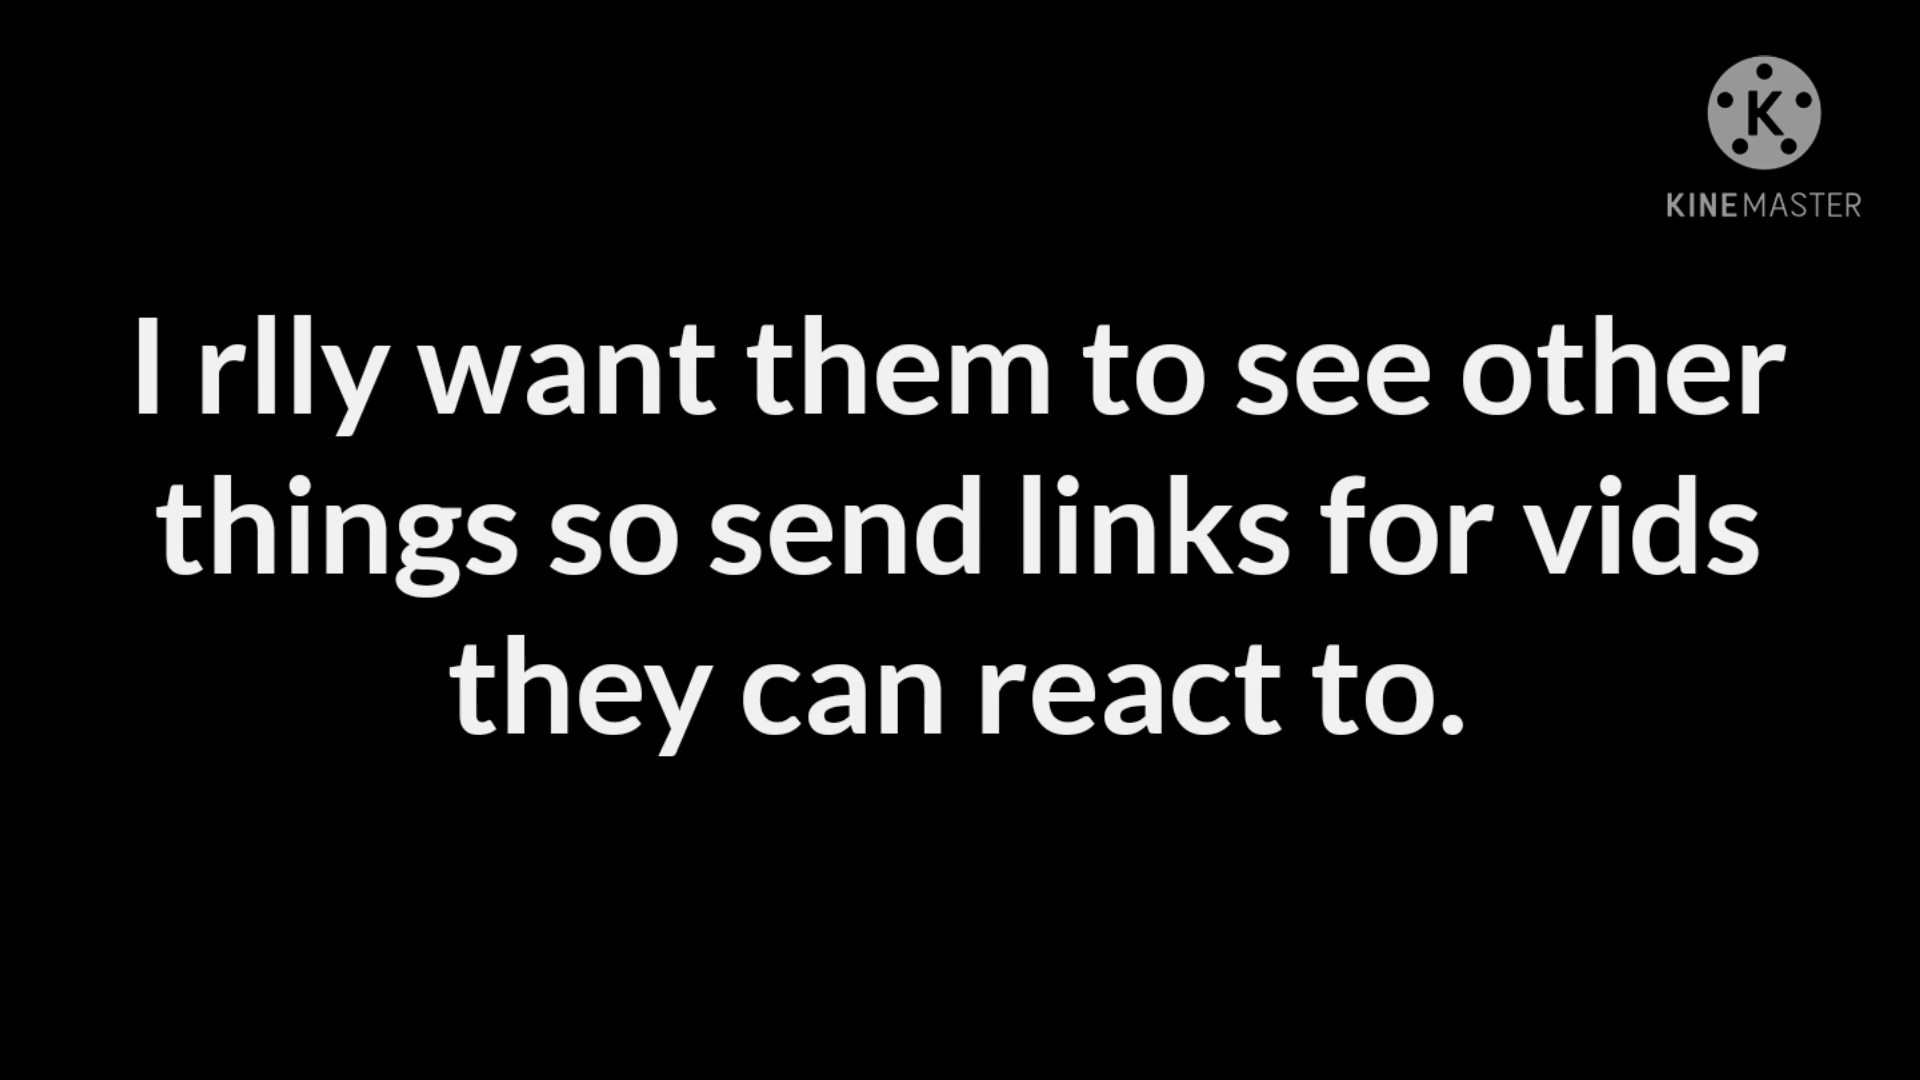 K
KINEMASTER
I rlly want them to see other
things so send links for vids
they can react to.